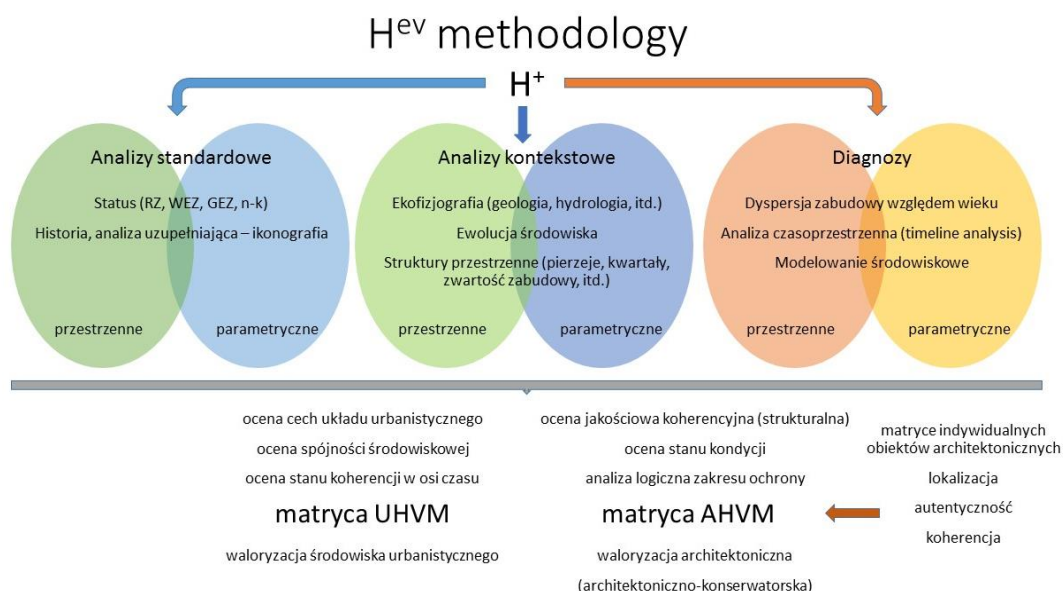 H^ev methodology
H⁺
Analizy standardowe
Status (RZ, WEZ, GEZ, n-k)
Historia, analiza uzupełniająca – ikonografia
przestrzenne
parametryczne
Analizy kontekstowe
Ekofizjografia (geologia, hydrologia, itd.)
Ewolucja środowiska
Struktury przestrzenne (pierzeje, kwartały,
zwartość zabudowy, itd.)
przestrzenne
parametryczne
Diagnozy
Dyspersja zabudowy względem wieku
Analiza czasoprzestrzenna (timeline analysis)
Modelowanie środowiskowe
przestrzenne
parametryczne
ocena cech układu urbanistycznego
ocena spójności środowiskowej
ocena stanu koherencji w osi czasu
matryca UHVM
waloryzacja środowiska urbanistycznego
ocena jakościowa koherencyjna (strukturalna)
ocena stanu kondycji
analiza logiczna zakresu ochrony
matryca AHVM
waloryzacja architektoniczna
(architektoniczno-konserwatorska)
matryce indywidualnych
obiektów architektonicznych
lokalizacja
autentyczność
koherencja